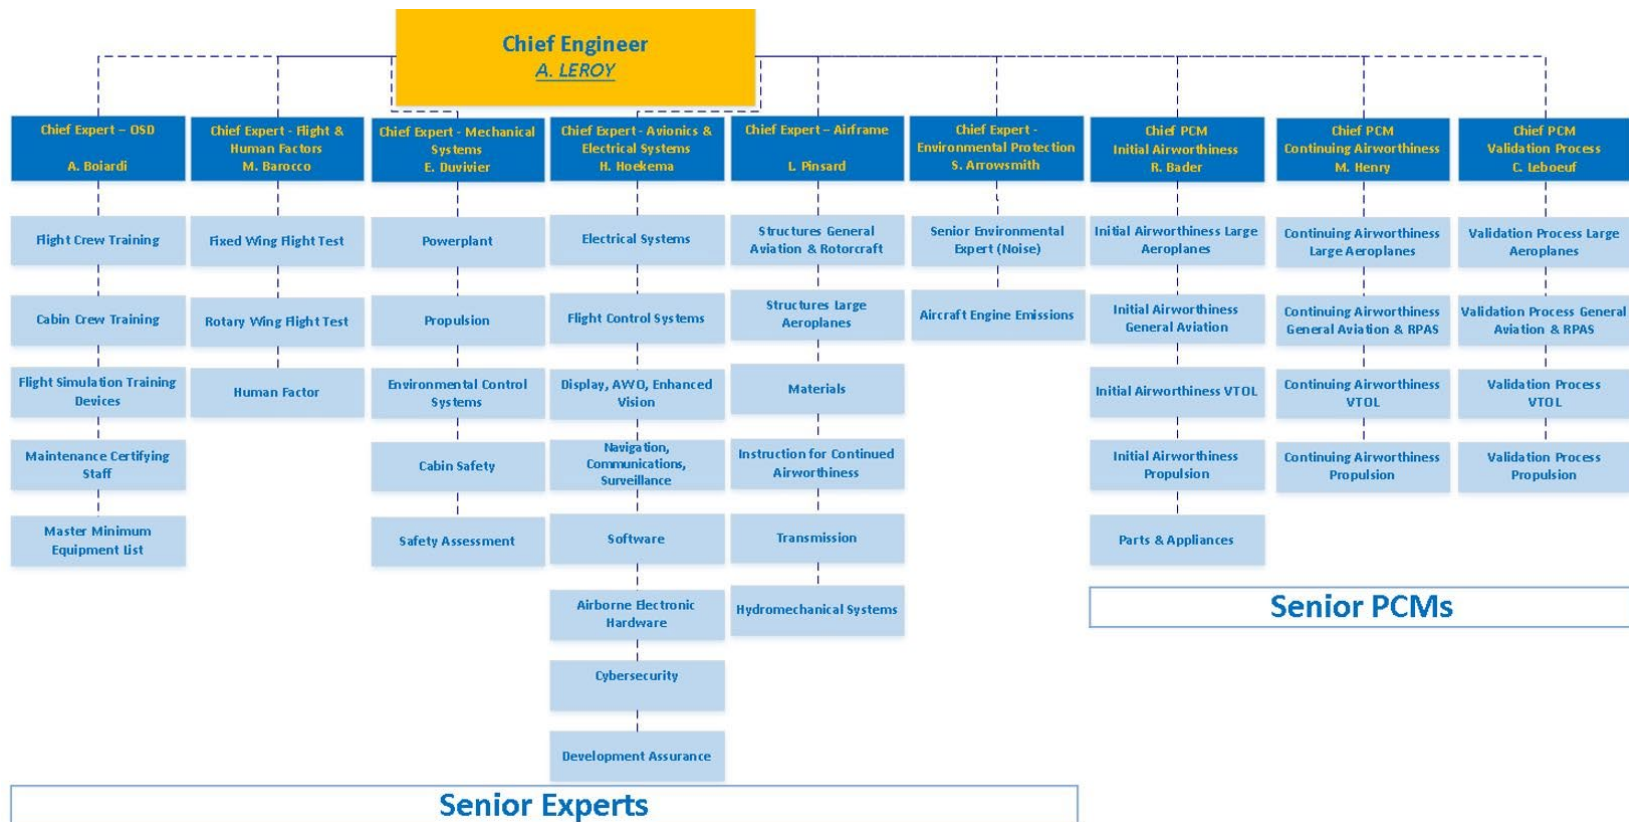 Chief Engineer
A. LEROY
Chief Expert – OSD
A. Boiardi
Flight Crew Training
Cabin Crew Training
Flight Simulation Training
Devices
Maintenance Certifying
Staff
Master Minimum
Equipment List
Chief Expert - Flight &
Human Factors
M. Barocco
Fixed Wing Flight Test
Rotary Wing Flight Test
Human Factor
Chief Expert - Mechanical
Systems
E. Duvivier
Powerplant
Propulsion
Environmental Control
Systems
Cabin Safety
Safety Assessment
Chief Expert - Avionics &
Electrical Systems
H. Hoekema
Electrical Systems
Flight Control Systems
Display, AWO, Enhanced
Vision
Navigation,
Communications,
Surveillance
Software
Airborne Electronic
Hardware
Cybersecurity
Development Assurance
Chief Expert – Airframe
L. Pinsard
Structures General
Aviation & Rotorcraft
Structures Large
Aeroplanes
Materials
Instruction for Continued
Airworthiness
Transmission
Hydromechanical Systems
Chief Expert -
Environmental Protection
S. Arrowsmith
Senior Environmental
Expert (Noise)
Aircraft Engine Emissions
Senior Experts
Chief PCM
Initial Airworthiness
R. Bader
Initial Airworthiness Large
Aeroplanes
Initial Airworthiness
General Aviation
Initial Airworthiness VTOL
Initial Airworthiness
Propulsion
Parts & Appliances
Chief PCM
Continuing Airworthiness
M. Henry
Continuing Airworthiness
Large Aeroplanes
Continuing Airworthiness
General Aviation & RPAS
Continuing Airworthiness
VTOL
Continuing Airworthiness
Propulsion
Chief PCM
Validation Process
C. Leboeuf
Validation Process Large
Aeroplanes
Validation Process General
Aviation & RPAS
Validation Process
VTOL
Validation Process
Propulsion
Senior PCMs